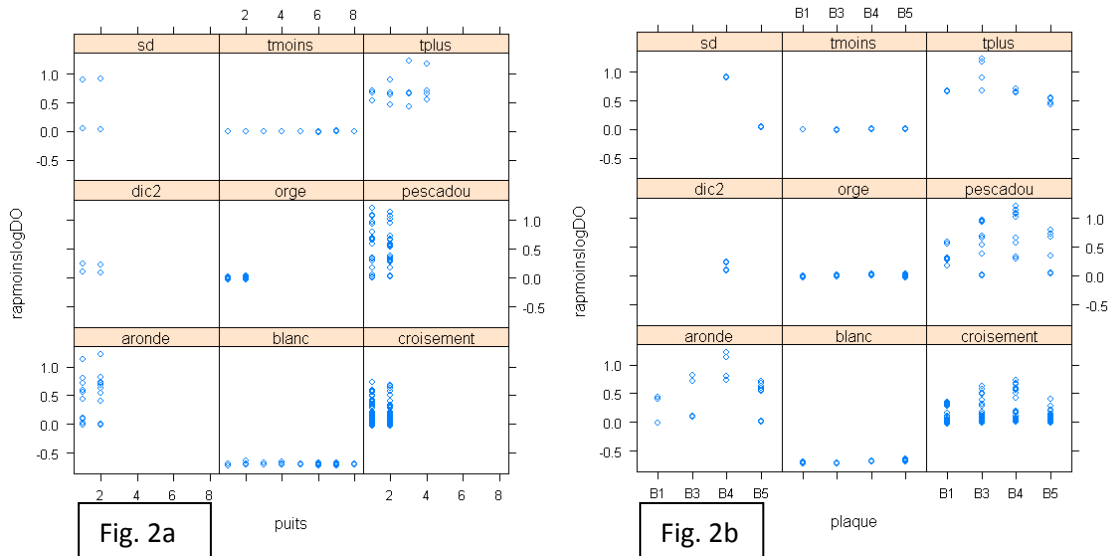 2 4 6 8
sd tmoins tplus
1.0
0.5
0.0
-0.5
dic2 orge pescadou
1.0
0.5
0.0
-0.5
aronde blanc croisement
1.0
0.5
0.0
-0.5
2 4 6 8 2 4 6 8
rapmoinslogDO
puits
Fig. 2a
B1 B3 B4 B5
sd tmoins tplus
1.0
0.5
0.0
-0.5
dic2 orge pescadou
1.0
0.5
0.0
-0.5
aronde blanc croisement
1.0
0.5
0.0
-0.5
B1 B3 B4 B5 B1 B3 B4 B5
rapmoinslogDO
plaque
Fig. 2b